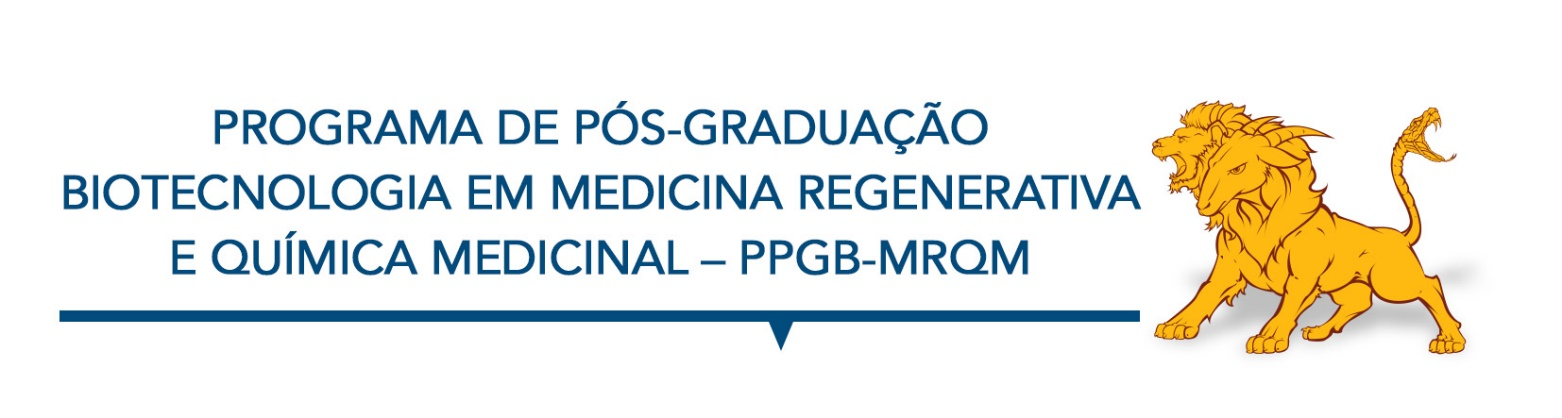 PROGRAMA DE PÓS-GRADUAÇÃO
BIOTECNOLOGIA EM MEDICINA REGENERATIVA
E QUÍMICA MEDICINAL – PPGB-MRQM